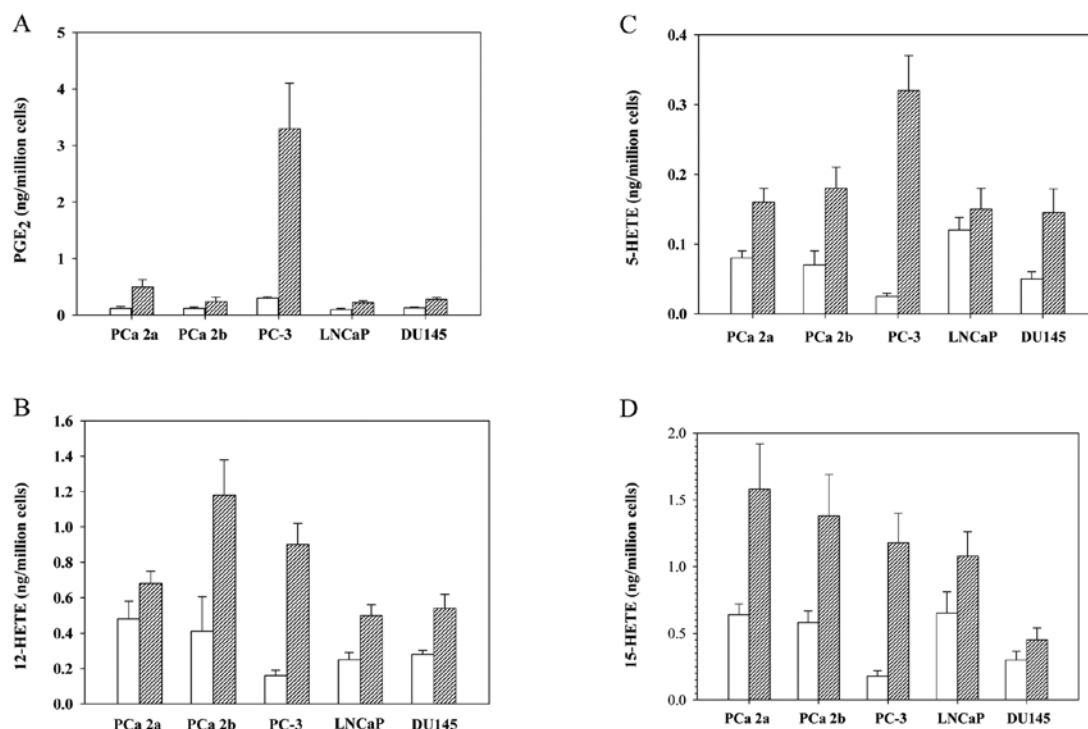 A
PGE₂ (ng/million cells)
5
4
3
2
1
0
PCa 2a PCa 2b PC-3 LNCaP DU145
B
12-HETE (ng/million cells)
1.6
1.4
1.2
1.0
0.8
0.6
0.4
0.2
0.0
PCa 2a PCa 2b PC-3 LNCaP DU145
C
5-HETE (ng/million cells)
0.4
0.3
0.2
0.1
0.0
PCa 2a PCa 2b PC-3 LNCaP DU145
D
15-HETE (ng/million cells)
2.0
1.5
1.0
0.5
0.0
PCa 2a PCa 2b PC-3 LNCaP DU145